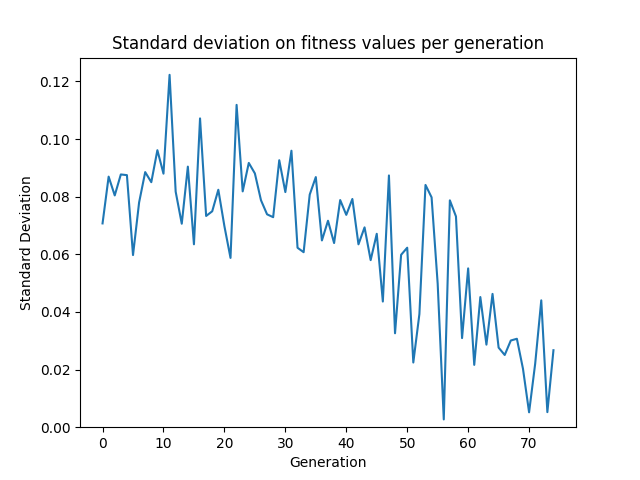 Standard deviation on fitness values per generation
0.12
0.10
0.08
0.06
0.04
0.02
0.00
Standard Deviation
0 10 20 30 40 50 60 70
Generation